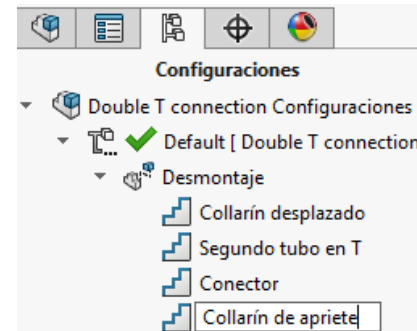 Configuraciones
Double T connection Configuraciones
Default [ Double T connection
Desmontaje
Collarín desplazado
Segundo tubo en T
Conector
Collarín de apriete